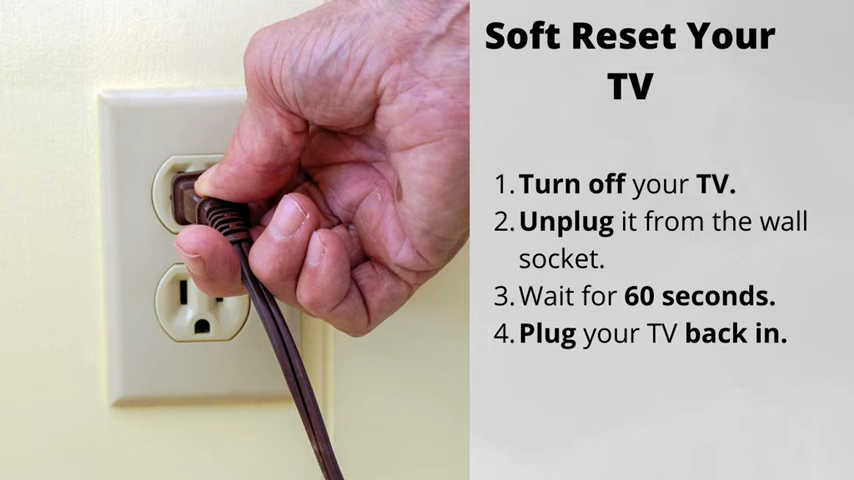 Soft Reset Your
TV
1. Turn off your TV.
2. Unplug it from the wall
socket.
3. Wait for 60 seconds.
4. Plug your TV back in.